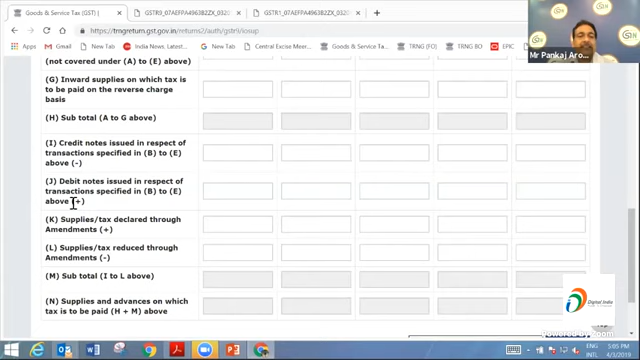 Goods & Service Tax (GST) |
GSTR9_07AEFPA4963B2ZX_0320
GSTR1_07AEFPA4963B2ZX_0320
https://trngreturn.gst.gov.in/returns2/auth/gstr9/iosup
Apps
Gmail
New Tab
India News, Latest
New Tab
Central Excise Meer
Goods & Service Tax
TRNG (FO)
TRNG BO
EPIC
GSTN
GSTN
Mr Pankaj Aro...
(not covered under (A) to (E) above)
(G) Inward supplies on which tax is
to be paid on the reverse charge
basis
(H) Sub total (A to G above)
(I) Credit notes issued in respect of
transactions specified in (B) to (E)
above (-)
(J) Debit notes issued in respect of
transactions specified in (B) to (E)
above (+)
(K) Supplies/tax declared through
Amendments (+)
(L) Supplies/tax reduced through
Amendments (-)
(M) Sub total (I to L above)
(N) Supplies and advances on which
tax is to be paid (H + M) above
Digital India
ENG
INTL
5:05 PM
4/3/2019